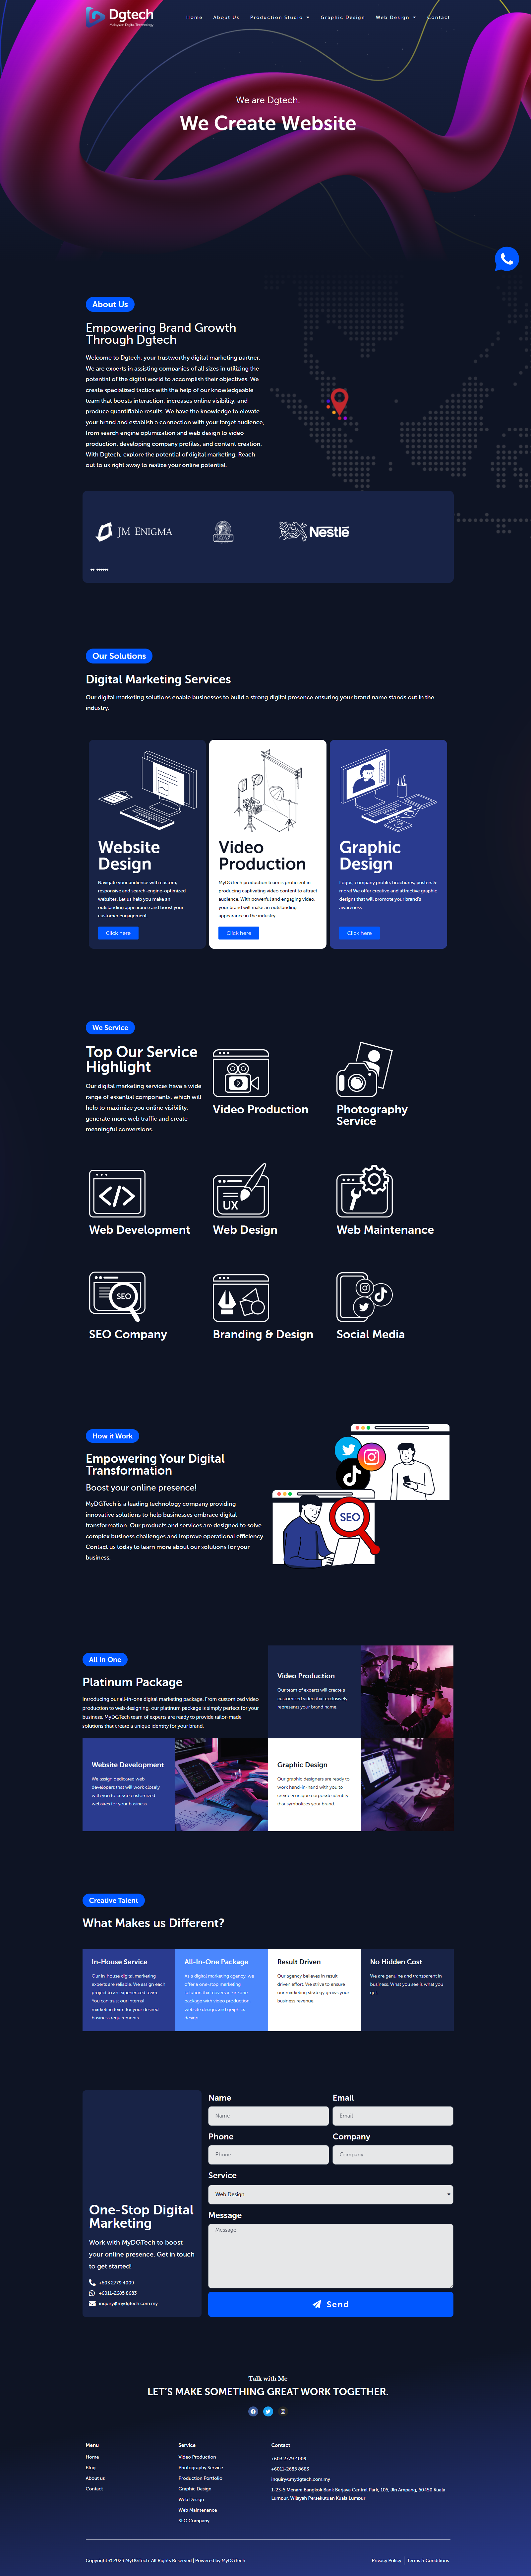 Dgtech
Malaysian Digital Technology
Home About Us Production Studio Graphic Design Web Design Contact
We are Dgtech.
We Create Website
About Us
Empowering Brand Growth
Through Dgtech
Welcome to Dgtech, your trustworthy digital marketing partner.
We are experts in assisting companies of all sizes in utilizing the
potential of the digital world to accomplish their objectives. We
create specialized tactics with the help of our knowledgeable
team that boosts interaction, increases online visibility, and
produce quantifiable results. We have the knowledge to elevate
your brand and establish a connection with your target audience,
from search engine optimization and web design to video
production, developing company profiles, and content creation.
With Dgtech, explore the potential of digital marketing. Reach
out to us right away to realize your online potential.
JM ENIGMA
Nestlé
Our Solutions
Digital Marketing Services
Our digital marketing solutions enable businesses to build a strong digital presence ensuring your brand name stands out in the
industry.
Website
Design
Navigate your audience with custom,
responsive and search-engine-optimized
websites. Let us help you make an
outstanding appearance and boost your
customer engagement.
Click here
Video
Production
MyDGTech production team is proficient in
producing captivating video content to attract
audience. With powerful and engaging video,
your brand will make an outstanding
appearance in the industry.
Click here
Graphic
Design
Logos, company profile, brochures, posters &
more! We offer creative and attractive graphic
designs that will promote your brand's
awareness.
Click here
We Service
Top Our Service
Highlight
Our digital marketing services have a wide
range of essential components, which will
help to maximize you online visibility,
generate more web traffic and create
meaningful conversions.
Video Production
Photography
Service
Web Development
UX
Web Design
Web Maintenance
SEO
SEO Company
Branding & Design
Social Media
How it Work
Empowering Your Digital
Transformation
Boost your online presence!
MyDGTech is a leading technology company providing
innovative solutions to help businesses embrace digital
transformation. Our products and services are designed to solve
complex business challenges and improve operational efficiency.
Contact us today to learn more about our solutions for your
business.
SEO
All In One
Platinum Package
Introducing our all-in-one digital marketing package. From customized video
production to web designing, our platinum package is simply perfect for your
business. MyDGTech team of experts are ready to provide tailor-made
solutions that create a unique identity for your brand.
Video Production
Our team of experts will create a
customized video that exclusively
represents your brand name.
Website Development
We assign dedicated web
developers that will work closely
with you to create customized
websites for your business.
Graphic Design
Our graphic designers are ready to
work hand-in-hand with you to
create a unique corporate identity
that symbolizes your brand.
Creative Talent
What Makes us Different?
In-House Service
Our in-house digital marketing
experts are reliable. We assign each
project to an experienced team.
You can trust our internal
marketing team for your desired
business requirements.
All-In-One Package
As a digital marketing agency, we
offer a one-stop marketing
solution that covers all-in-one
package with video production,
website design, and graphics
design.
Result Driven
Our agency believes in result-
driven effort. We strive to ensure
our marketing strategy grows your
business revenue.
No Hidden Cost
We are genuine and transparent in
business. What you see is what you
get.
One-Stop Digital
Marketing
Work with MyDGTech to boost
your online presence. Get in touch
to get started!
+603 2779 4009
+6011-2685 8683
inquiry@mydgtech.com.my
Name Email
Name Email
Phone Company
Phone Company
Service
Web Design
Message
Message
Send
Talk with Me
LET'S MAKE SOMETHING GREAT WORK TOGETHER.
Menu
Home
Blog
About us
Contact
Service
Video Production
Photography Service
Production Portfolio
Graphic Design
Web Design
Web Maintenance
SEO Company
Contact
+603 2779 4009
+6011-2685 8683
inquiry@mydgtech.com.my
1-23-5 Menara Bangkok Bank Berjaya Central Park, 105, Jln Ampang, 50450 Kuala
Lumpur, Wilayah Persekutuan Kuala Lumpur
Copyright © 2023 MyDGTech. All Rights Reserved | Powered by MyDGTech
Privacy Policy Terms & Conditions